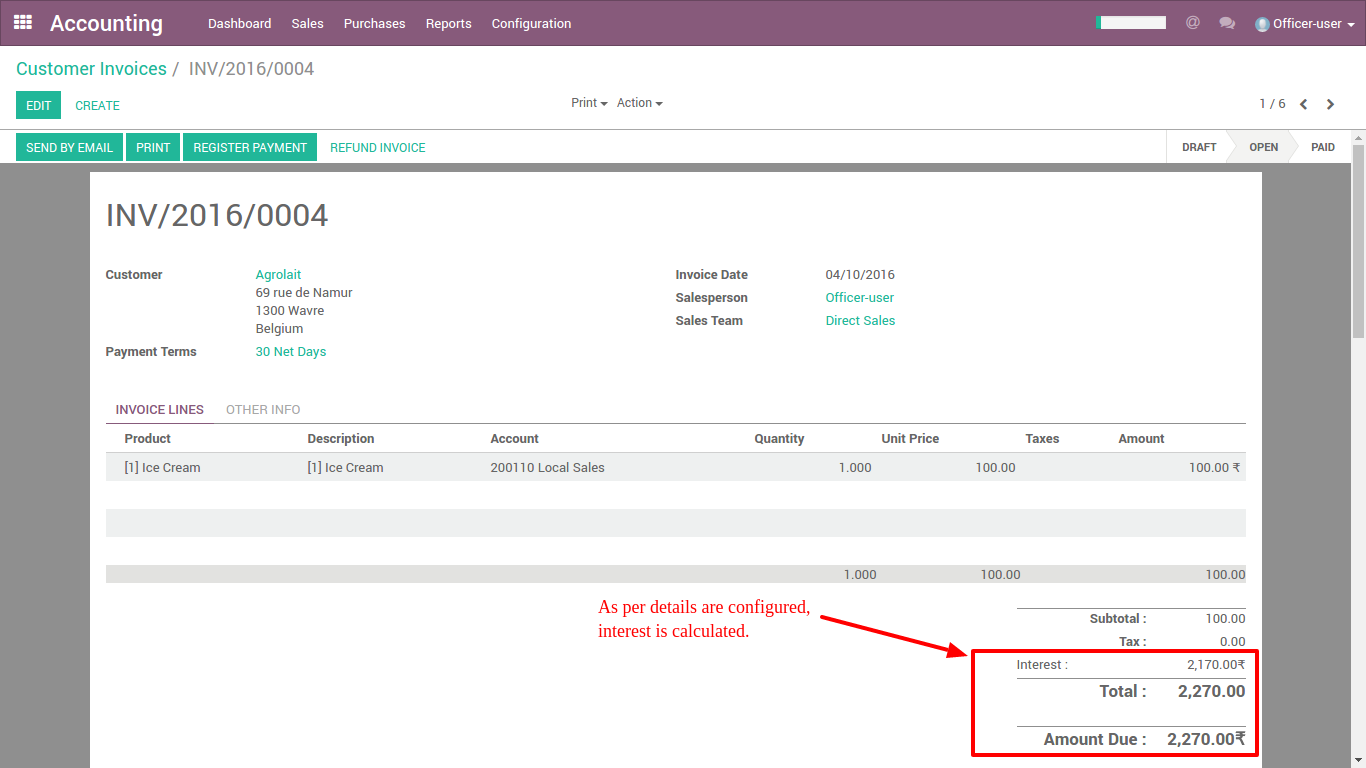 Accounting Dashboard Sales Purchases Reports Configuration @ Officer-user
Customer Invoices / INV/2016/0004
EDIT CREATE Print Action 1 / 6
SEND BY EMAIL PRINT REGISTER PAYMENT REFUND INVOICE DRAFT OPEN PAID
INV/2016/0004
Customer Agrolait Invoice Date 04/10/2016
69 rue de Namur Salesperson Officer-user
1300 Wavre
Belgium Sales Team Direct Sales
Payment Terms 30 Net Days
INVOICE LINES OTHER INFO
Product Description Account Quantity Unit Price Taxes Amount
[1] Ice Cream [1] Ice Cream 200110 Local Sales 1.000 100.00 100.00 ₹
1.000 100.00 100.00
As per details are configured,
interest is calculated.
Subtotal : 100.00
Tax : 0.00
Interest : 2,170.00₹
Total : 2,270.00
Amount Due : 2,270.00₹